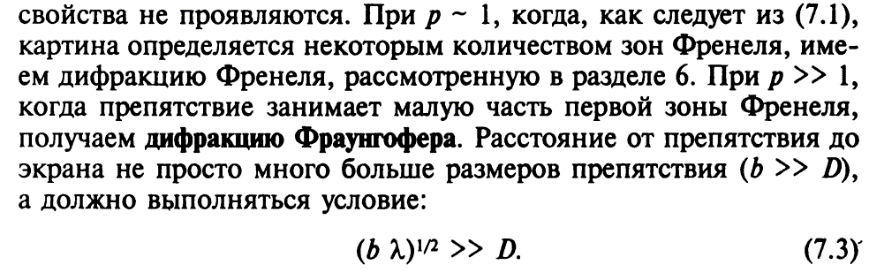 свойства не проявляются. При p ~ 1, когда, как следует из (7.1),
картина определяется некоторым количеством зон Френеля, име-
ем дифракцию Френеля, рассмотренную в разделе 6. При p >> 1,
когда препятствие занимает малую часть первой зоны Френеля,
получаем дифракцию Фраунгофера. Расстояние от препятствия до
экрана не просто много больше размеров препятствия (b >> D),
а должно выполняться условие:
(b λ)^1/2 >> D. (7.3)